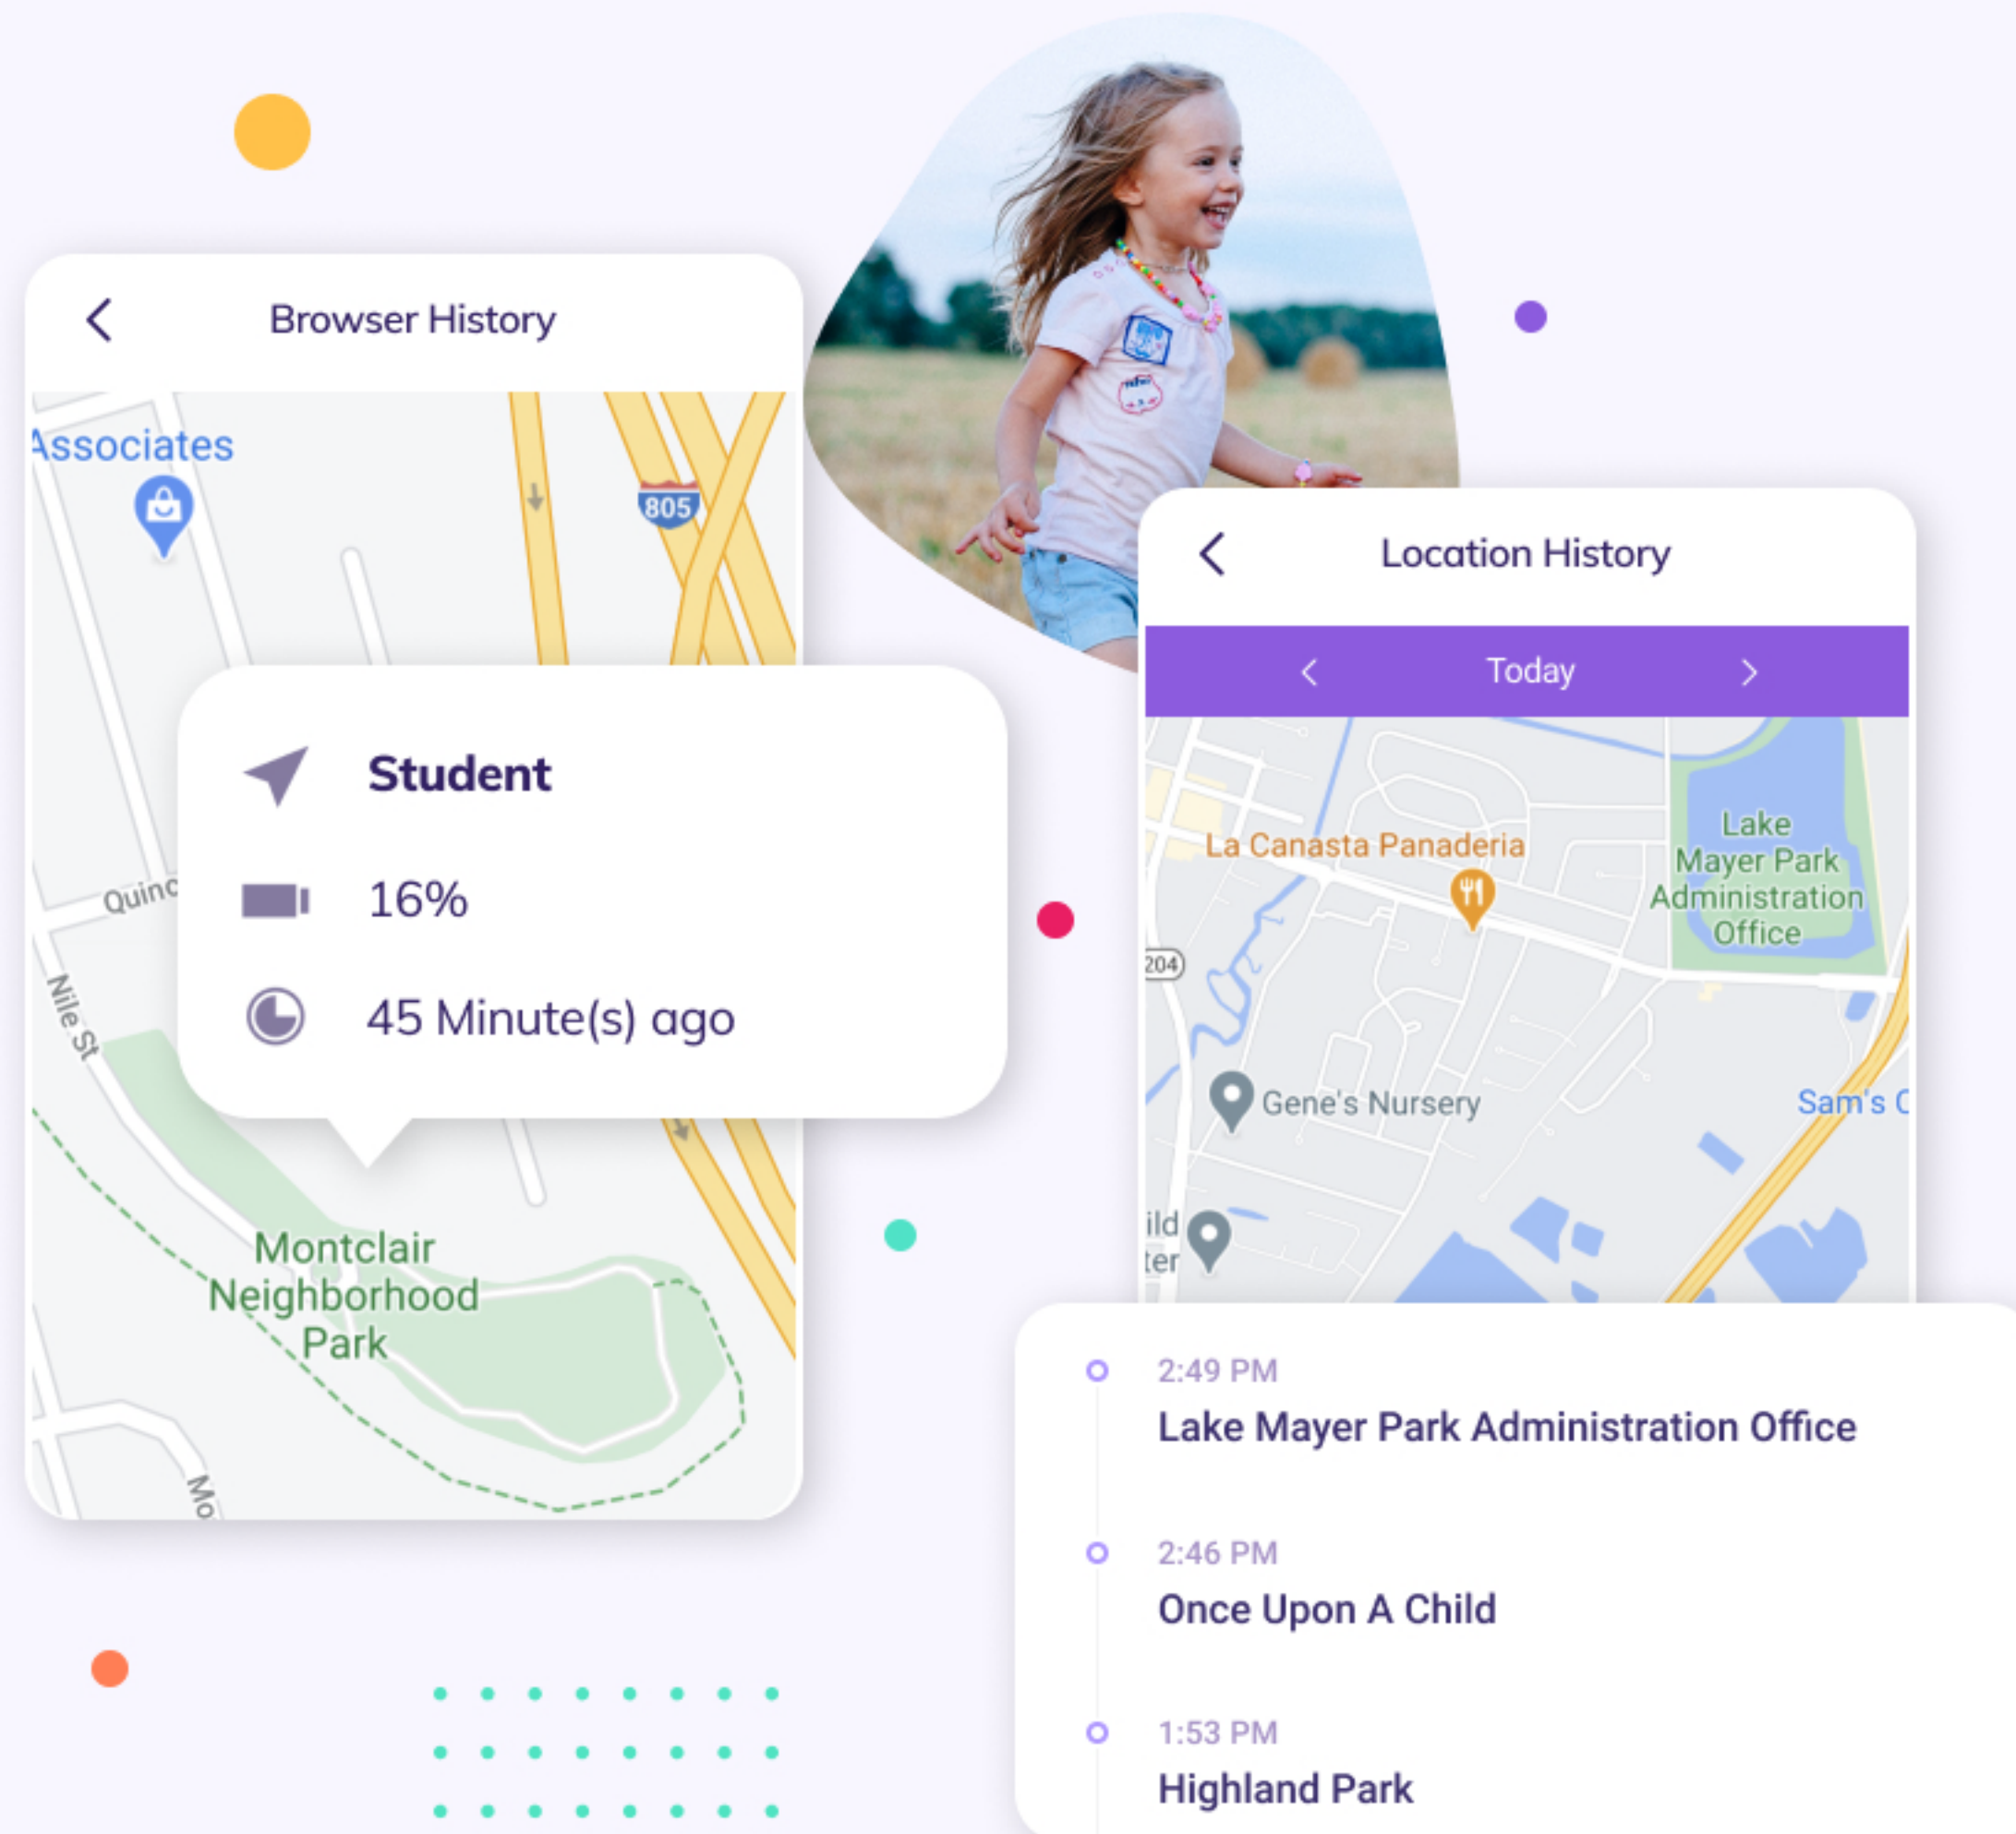 Browser History
Associates
805
Student
16%
Quinc
45 Minute(s) ago
Nile St
Montclair
Neighborhood
Park
Mo
Location History
Today
La Canasta Panaderia
Lake
Mayer Park
Administration
Office
204
Gene's Nursery
Sam's C
ild
ter
2:49 PM
Lake Mayer Park Administration Office
2:46 PM
Once Upon A Child
1:53 PM
Highland Park